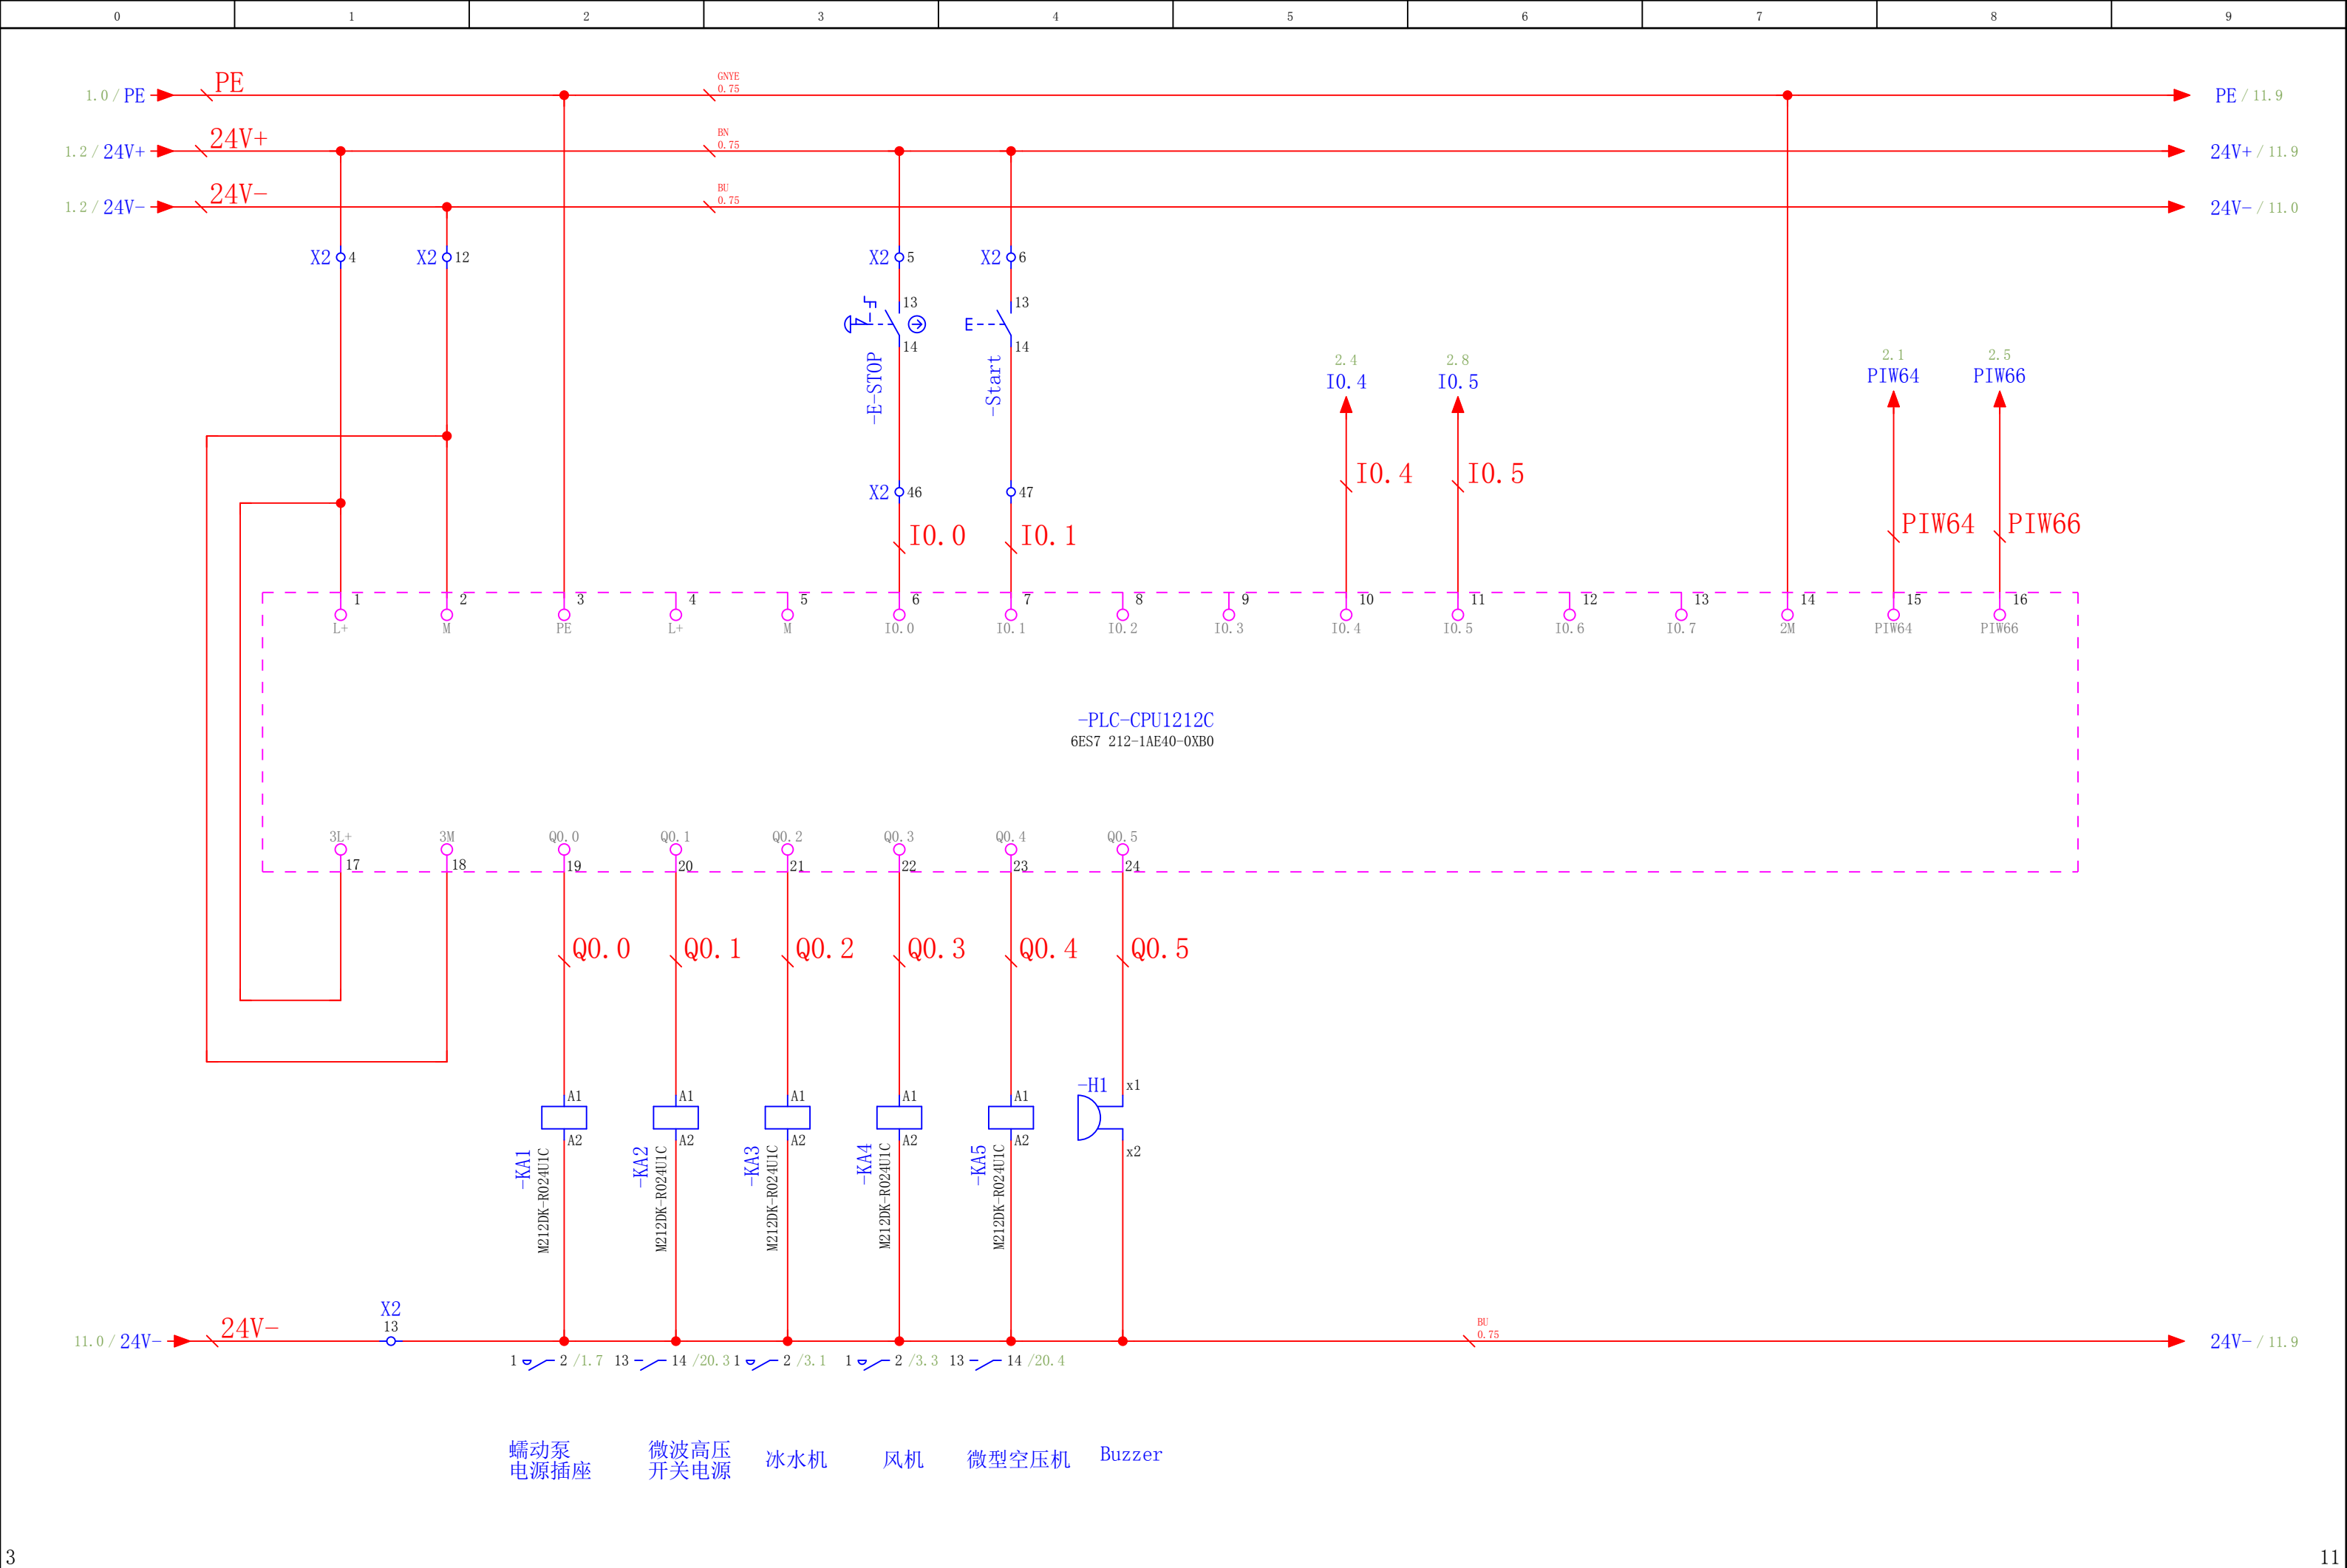 0 1 2 3 4 5 6 7 8 9
1.0 / PE PE GNYE 0.75 PE / 11.9
1.2 / 24V+ 24V+ BN 0.75 24V+ / 11.9
1.2 / 24V- 24V- BU 0.75 24V- / 11.0
X2 4 X2 12 X2 5 X2 6
13 13
14 14
-E-STOP -Start
2.4 2.8 2.1 2.5
I0.4 I0.5 PIW64 PIW66
I0.4 I0.5
X2 46 47
I0.0 I0.1 PIW64 PIW66
1 2 3 4 5 6 7 8 9 10 11 12 13 14 15 16
L+ M PE L+ M I0.0 I0.1 I0.2 I0.3 I0.4 I0.5 I0.6 I0.7 2M PIW64 PIW66
-PLC-CPU1212C
6ES7 212-1AE40-0XB0
3L+ 3M Q0.0 Q0.1 Q0.2 Q0.3 Q0.4 Q0.5
17 18 19 20 21 22 23 24
Q0.0 Q0.1 Q0.2 Q0.3 Q0.4 Q0.5
A1 A1 A1 A1 A1 -H1 x1
A2 A2 A2 A2 A2 x2
-KA1 -KA2 -KA3 -KA4 -KA5
M212DK-R024U1C M212DK-R024U1C M212DK-R024U1C M212DK-R024U1C M212DK-R024U1C
X2
13
11.0 / 24V- 24V- BU 0.75 24V- / 11.9
1 2 /1.7 13 14 /20.3 1 2 /3.1 1 2 /3.3 13 14 /20.4
蠕动泵
电源插座
微波高压
开关电源
冰水机
风机
微型空压机
Buzzer
3 11